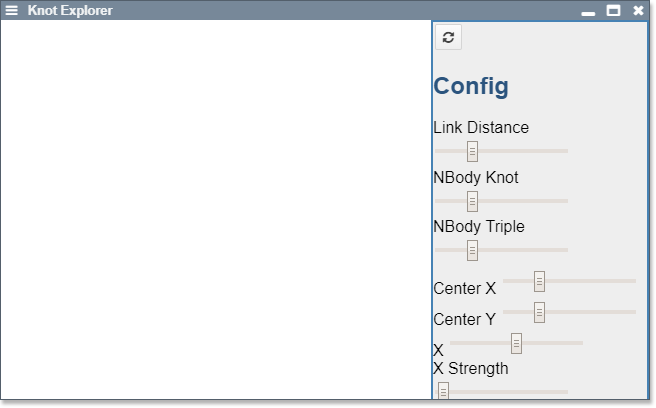 Knot Explorer
Config
Link Distance
NBody Knot
NBody Triple
Center X
Center Y
X
X Strength